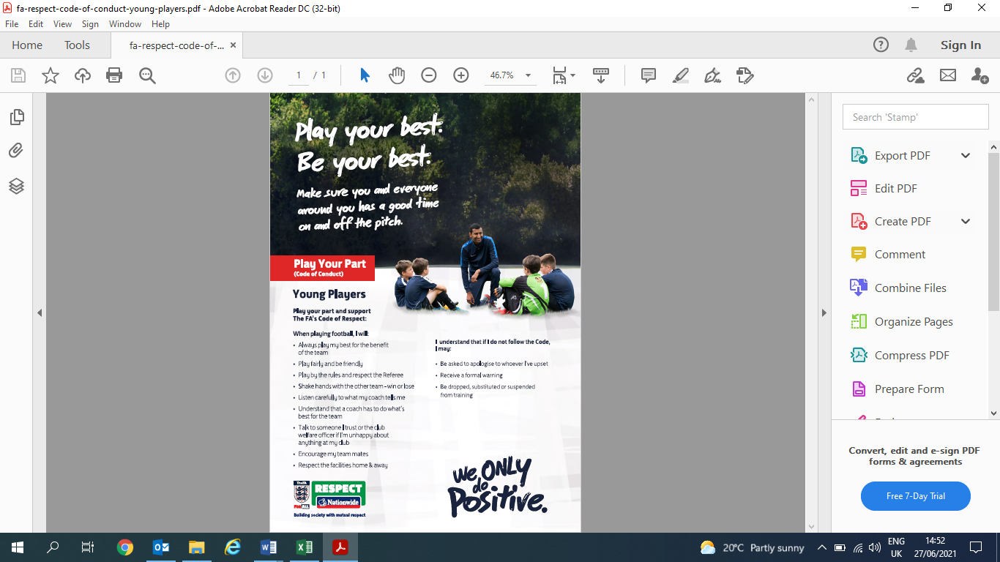 fa-respect-code-of-conduct-young-players.pdf - Adobe Acrobat Reader DC (32-bit)
File Edit View Sign Window Help
Home Tools fa-respect-code-of-... × Sign In
1 / 1 46.7%
Play your best.
Be your best.
Make sure you and everyone
around you has a good time
on and off the pitch.
Play Your Part
(Code of Conduct)
Young Players
Play your part and support
The FA's Code of Respect:
When playing football, I will:
• Always play my best for the benefit
of the team
• Play fairly and be friendly
• Play by the rules and respect the Referee
• Shake hands with the other team - win or lose
• Listen carefully to what my coach tells me
• Understand that a coach has to do what's
best for the team
• Talk to someone I trust or the club
welfare officer if I'm unhappy about
anything at my club
• Encourage my team mates
• Respect the facilities home & away
I understand that if I do not follow the Code,
I may:
• Be asked to apologise to whoever I've upset
• Receive a formal warning
• Be dropped, substituted or suspended
from training
The FA
For ALL
RESPECT
Nationwide
Building society with mutual respect
We ONLY
do
Positive.
Search 'Stamp'
Export PDF
Edit PDF
Create PDF
Comment
Combine Files
Organize Pages
Compress PDF
Prepare Form
Convert, edit and e-sign PDF
forms & agreements
Free 7-Day Trial
20°C Partly sunny
ENG
UK
14:52
27/06/2021